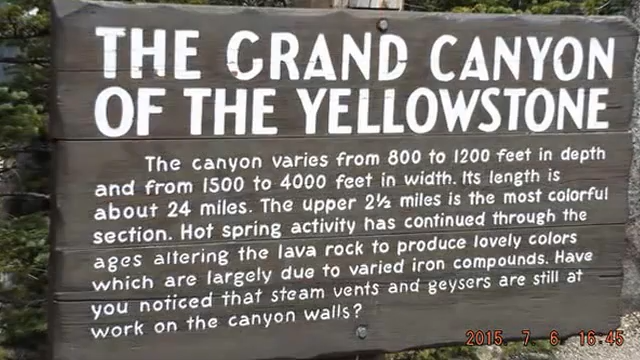 THE GRAND CANYON
OF THE YELLOWSTONE
The canyon varies from 800 to 1200 feet in depth
and from 1500 to 4000 feet in width. Its length is
about 24 miles. The upper 2½ miles is the most colorful
section. Hot spring activity has continued through the
ages altering the lava rock to produce lovely colors
which are largely due to varied iron compounds. Have
you noticed that steam vents and geysers are still at
work on the canyon walls?
2015 7 6 16:45